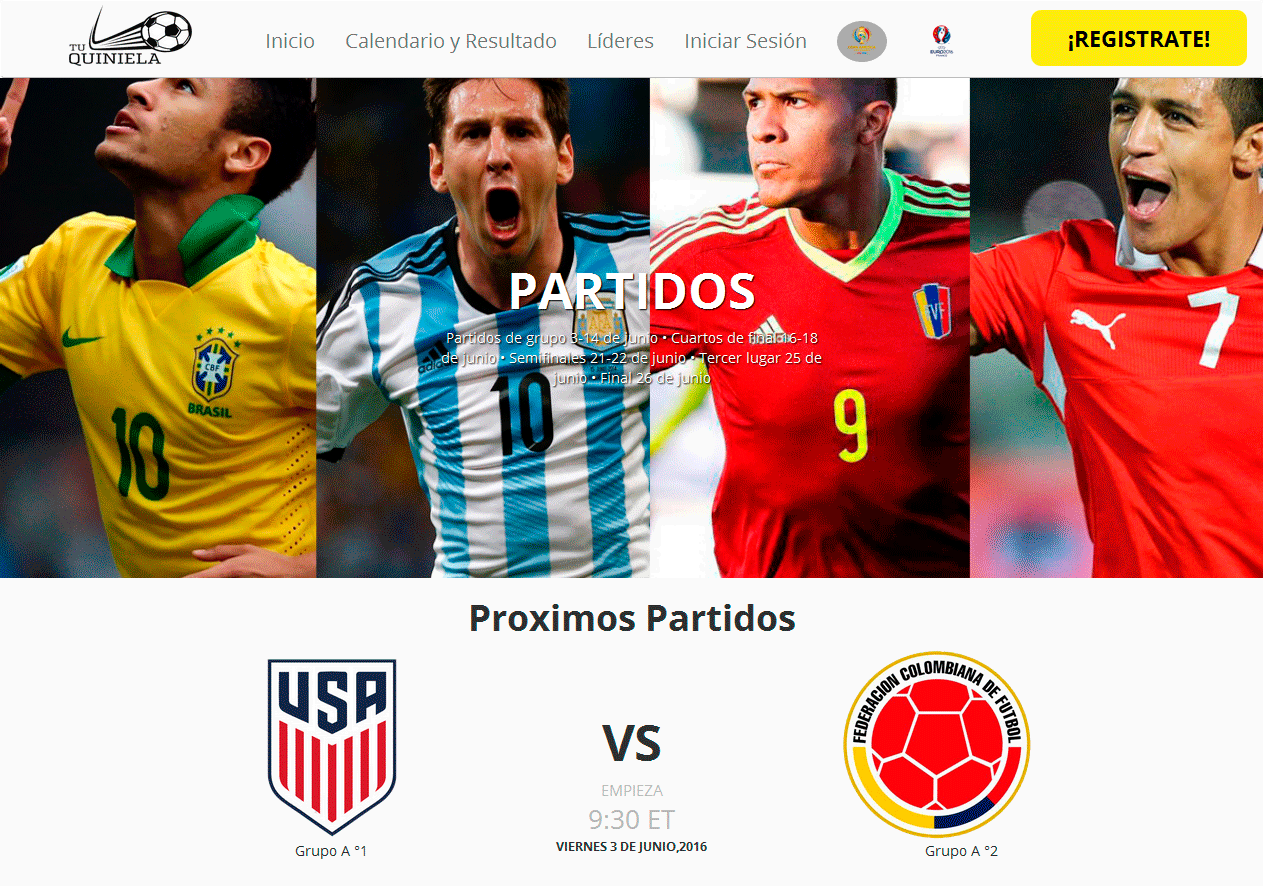 TU
QUINIELA
Inicio
Calendario y Resultado
Líderes
Iniciar Sesión
EURO2016
¡REGISTRATE!
CBF
BRASIL
10
adidas
10
FVF
9
7
PARTIDOS
Partidos de grupo 3-14 de junio • Cuartos de final 16-18
de junio • Semifinales 21-22 de junio • Tercer lugar 25 de
junio • Final 26 de junio
Proximos Partidos
USA
Grupo A °1
VS
EMPIEZA
9:30 ET
VIERNES 3 DE JUNIO,2016
FEDERACION COLOMBIANA DE FUTBOL
Grupo A °2